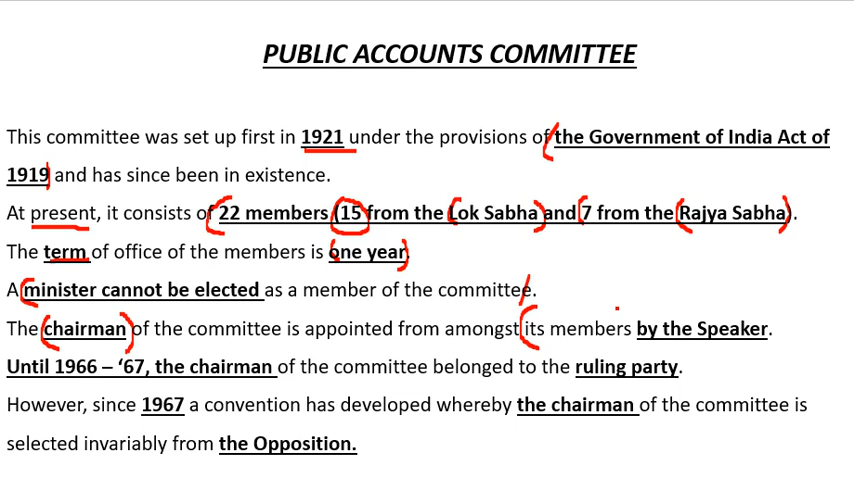 PUBLIC ACCOUNTS COMMITTEE
This committee was set up first in 1921 under the provisions of the Government of India Act of
1919 and has since been in existence.
At present, it consists of 22 members (15 from the Lok Sabha and 7 from the Rajya Sabha).
The term of office of the members is one year.
A minister cannot be elected as a member of the committee.
The chairman of the committee is appointed from amongst its members by the Speaker.
Until 1966 – ‘67, the chairman of the committee belonged to the ruling party.
However, since 1967 a convention has developed whereby the chairman of the committee is
selected invariably from the Opposition.